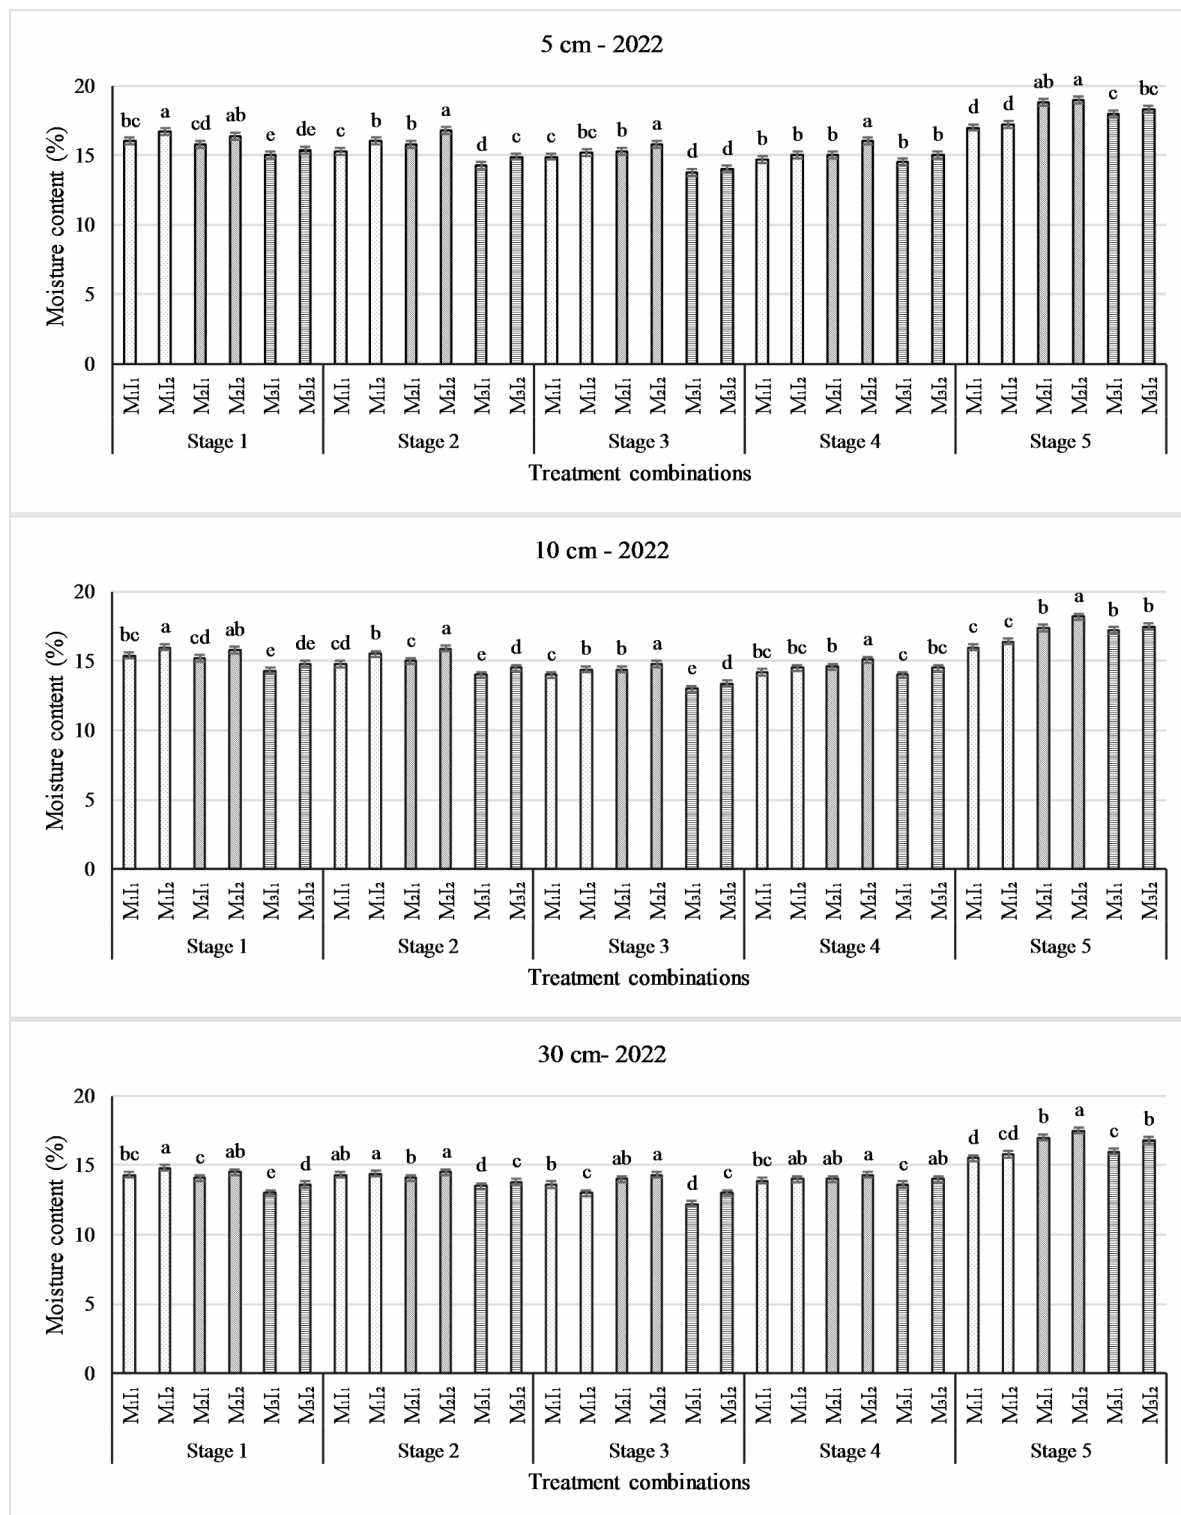 5 cm - 2022
Moisture content (%)
20
15
10
5
0
bc a cd ab e de c b b a d c c bc b a d d b b b a b b d d ab a c bc
M₁I₁ M₁I₂ M₂I₁ M₂I₂ M₃I₁ M₃I₂ M₁I₁ M₁I₂ M₂I₁ M₂I₂ M₃I₁ M₃I₂ M₁I₁ M₁I₂ M₂I₁ M₂I₂ M₃I₁ M₃I₂ M₁I₁ M₁I₂ M₂I₁ M₂I₂ M₃I₁ M₃I₂ M₁I₁ M₁I₂ M₂I₁ M₂I₂ M₃I₁ M₃I₂
Stage 1 Stage 2 Stage 3 Stage 4 Stage 5
Treatment combinations
10 cm - 2022
Moisture content (%)
20
15
10
5
0
bc a cd ab e de cd b c a e d c b b a e d bc bc b a c bc c c b a b b
M₁I₁ M₁I₂ M₂I₁ M₂I₂ M₃I₁ M₃I₂ M₁I₁ M₁I₂ M₂I₁ M₂I₂ M₃I₁ M₃I₂ M₁I₁ M₁I₂ M₂I₁ M₂I₂ M₃I₁ M₃I₂ M₁I₁ M₁I₂ M₂I₁ M₂I₂ M₃I₁ M₃I₂ M₁I₁ M₁I₂ M₂I₁ M₂I₂ M₃I₁ M₃I₂
Stage 1 Stage 2 Stage 3 Stage 4 Stage 5
Treatment combinations
30 cm- 2022
Moisture content (%)
20
15
10
5
0
bc a c ab e d ab a b a d c b c ab a d c bc ab ab a c ab d cd b a c b
M₁I₁ M₁I₂ M₂I₁ M₂I₂ M₃I₁ M₃I₂ M₁I₁ M₁I₂ M₂I₁ M₂I₂ M₃I₁ M₃I₂ M₁I₁ M₁I₂ M₂I₁ M₂I₂ M₃I₁ M₃I₂ M₁I₁ M₁I₂ M₂I₁ M₂I₂ M₃I₁ M₃I₂ M₁I₁ M₁I₂ M₂I₁ M₂I₂ M₃I₁ M₃I₂
Stage 1 Stage 2 Stage 3 Stage 4 Stage 5
Treatment combinations